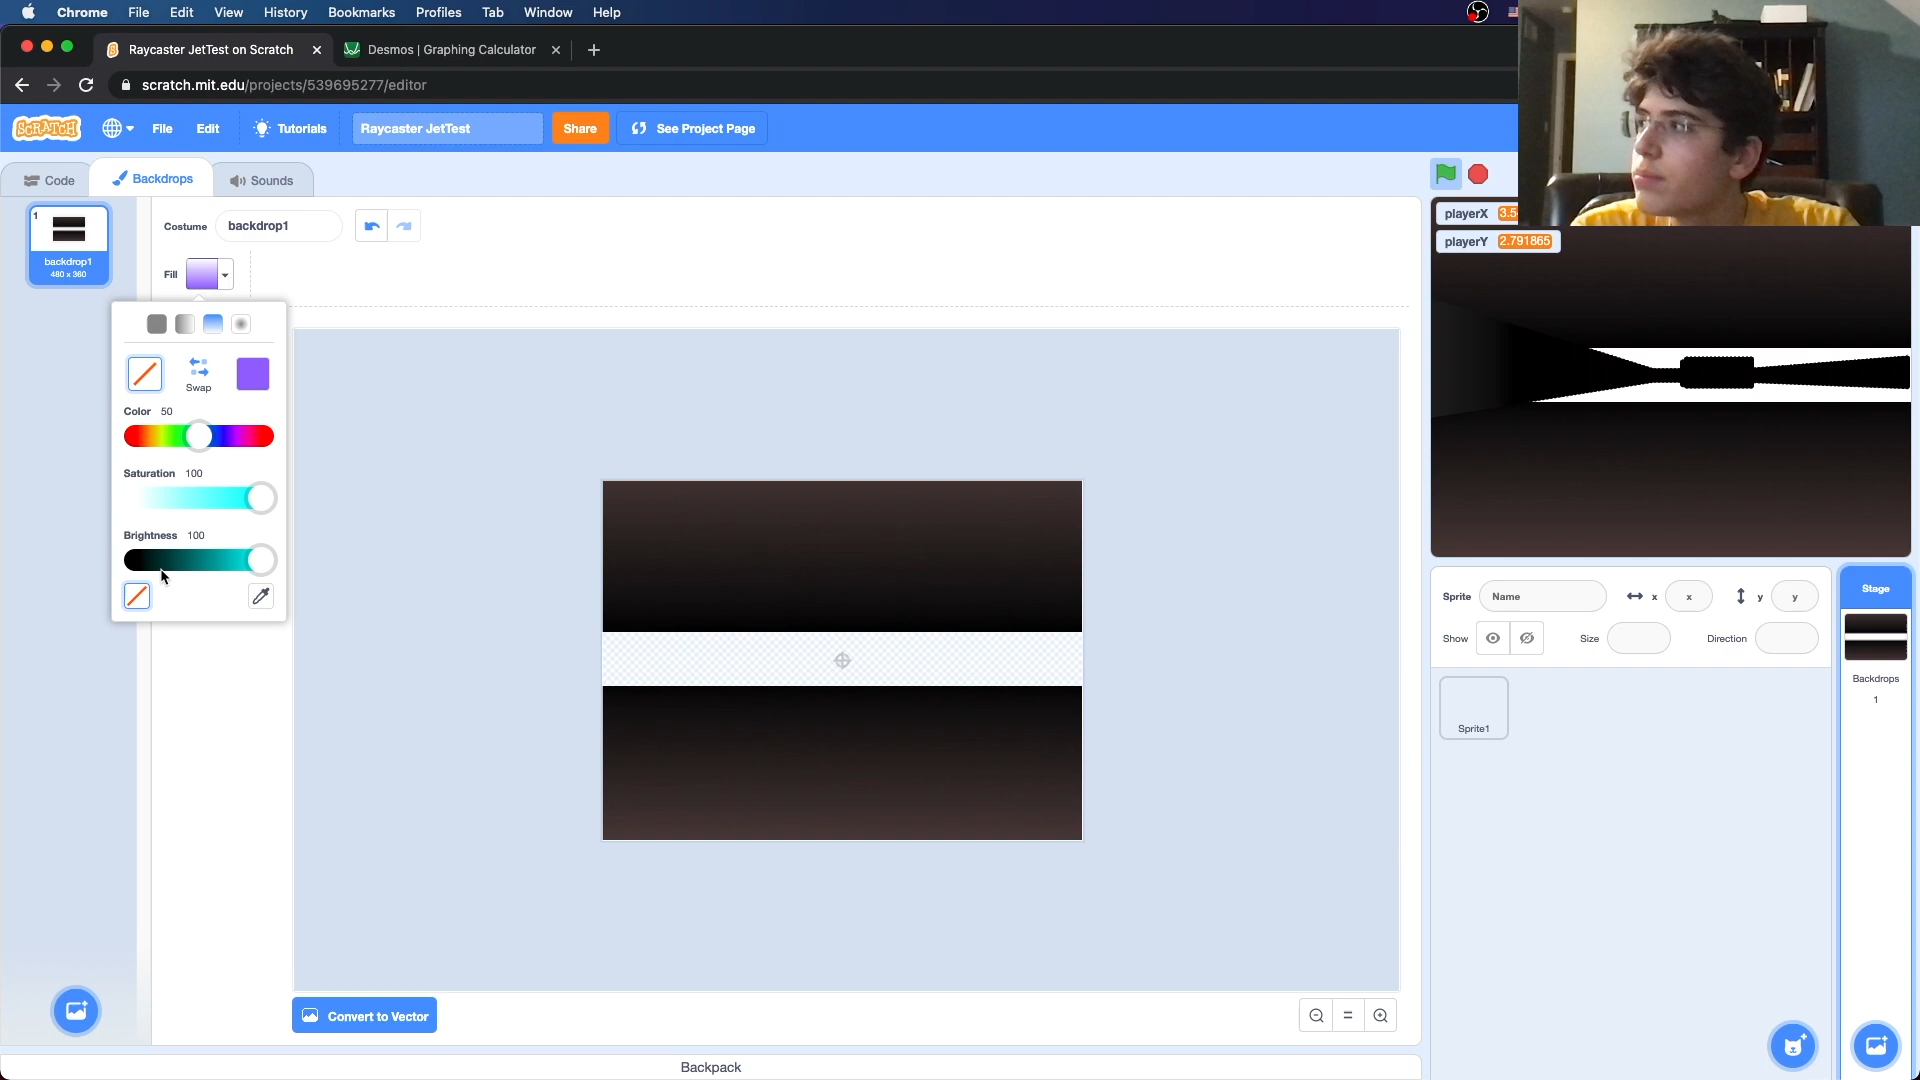 Chrome File Edit View History Bookmarks Profiles Tab Window Help
Raycaster JetTest on Scratch
Desmos | Graphing Calculator
scratch.mit.edu/projects/539695277/editor
SCRATCH File Edit Tutorials Raycaster JetTest Share See Project Page
Code Backdrops Sounds
1
backdrop1
480 x 360
Costume backdrop1
Fill
Swap
Color 50
Saturation 100
Brightness 100
Convert to Vector
Backpack
playerX
playerY 2.791865
Sprite Name x x y y
Show Size Direction
Sprite1
Stage
Backdrops
1